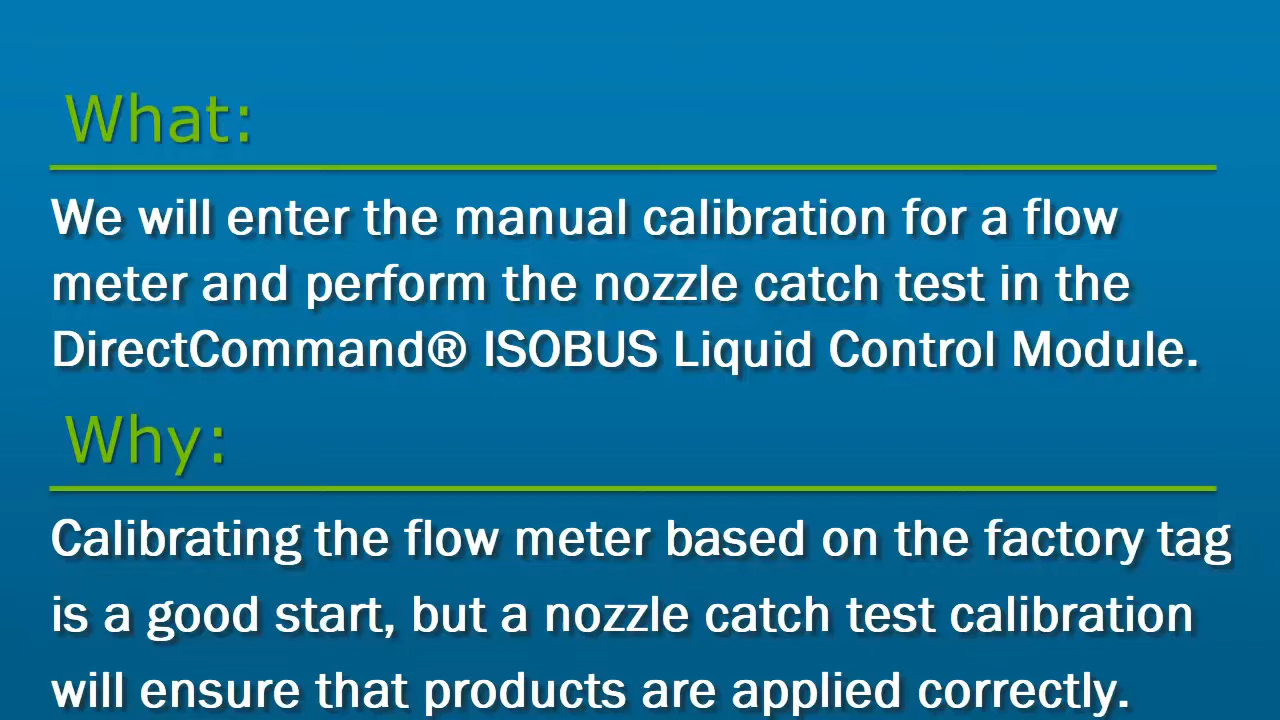 What:
We will enter the manual calibration for a flow
meter and perform the nozzle catch test in the
DirectCommand® ISOBUS Liquid Control Module.
Why:
Calibrating the flow meter based on the factory tag
is a good start, but a nozzle catch test calibration
will ensure that products are applied correctly.